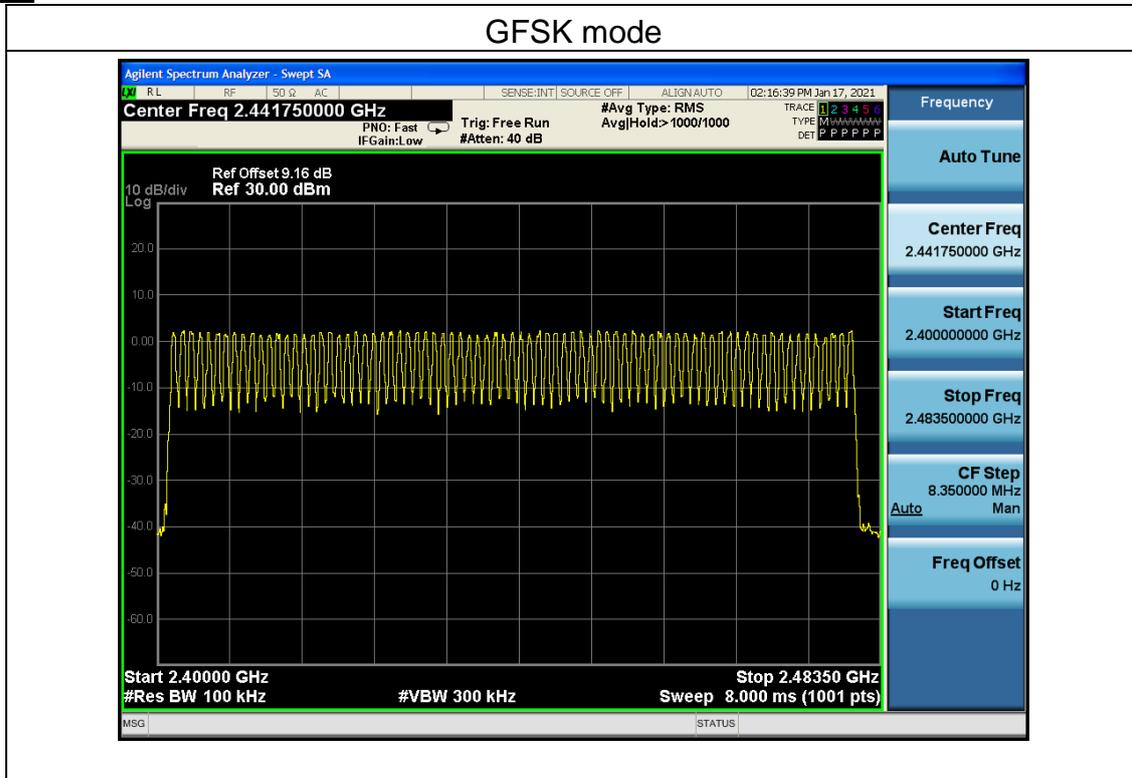 GFSK mode
Agilent Spectrum Analyzer - Swept SA
LXI RL RF 50 Ω AC SENSE:INT SOURCE OFF ALIGN AUTO 02:16:39 PM Jan 17, 2021
Center Freq 2.441750000 GHz
#Avg Type: RMS
TRACE 1 2 3 4 5 6
PNO: Fast
Trig: Free Run
Avg|Hold:>1000/1000
TYPE MWWWWW
IFGain:Low
#Atten: 40 dB
DET P P P P P P
Ref Offset 9.16 dB
10 dB/div Ref 30.00 dBm
Log
20.0
10.0
0.00
-10.0
-20.0
-30.0
-40.0
-50.0
-60.0
Start 2.40000 GHz Stop 2.48350 GHz
#Res BW 100 kHz #VBW 300 kHz Sweep 8.000 ms (1001 pts)
MSG STATUS
Frequency
Auto Tune
Center Freq
2.441750000 GHz
Start Freq
2.400000000 GHz
Stop Freq
2.483500000 GHz
CF Step
8.350000 MHz
Auto Man
Freq Offset
0 Hz